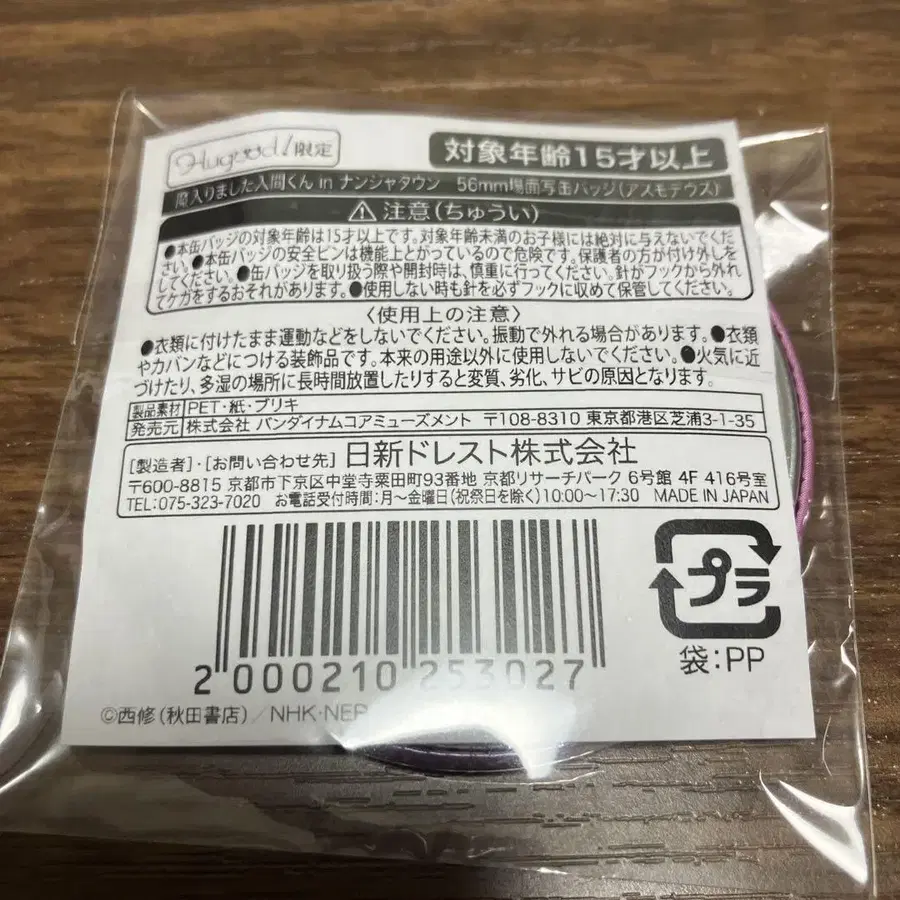 Hugood!限定
対象年齢15才以上
魔入りました入間くん in ナンジャタウン 56mm場面写缶バッジ(アスモデウス)
⚠注意(ちゅうい)
●本缶バッジの対象年齢は15才以上です。対象年齢未満のお子様には絶対に与えないでくだ
さい。●本缶バッジの安全ピンは機能上とがっているので危険です。保護者の方が付け外しを
してください。●缶バッジを取り扱う際や開封時は、慎重に行ってください。針がフックから外れ
てケガをするおそれがあります。●使用しない時も針を必ずフックに収めて保管してください。
〈使用上の注意〉
●衣類に付けたまま運動などをしないでください。振動で外れる場合があります。●衣類
やカバンなどにつける装飾品です。本来の用途以外に使用しないでください。●火気に近
づけたり、多湿の場所に長時間放置したりすると変質、劣化、サビの原因となります。
製品素材 PET・紙・ブリキ
発売元 株式会社 バンダイナムコアミューズメント 〒108-8310 東京都港区芝浦3-1-35
[製造者]・[お問い合わせ先] 日新ドレスト株式会社
〒600-8815 京都市下京区中堂寺粟田町93番地 京都リサーチパーク 6号館 4F 416号室
TEL:075-323-7020 お電話受付時間:月〜金曜日(祝祭日を除く)10:00〜17:30 MADE IN JAPAN
プラ
袋:PP
2 000210 253027
©西修(秋田書店)/NHK・NEP